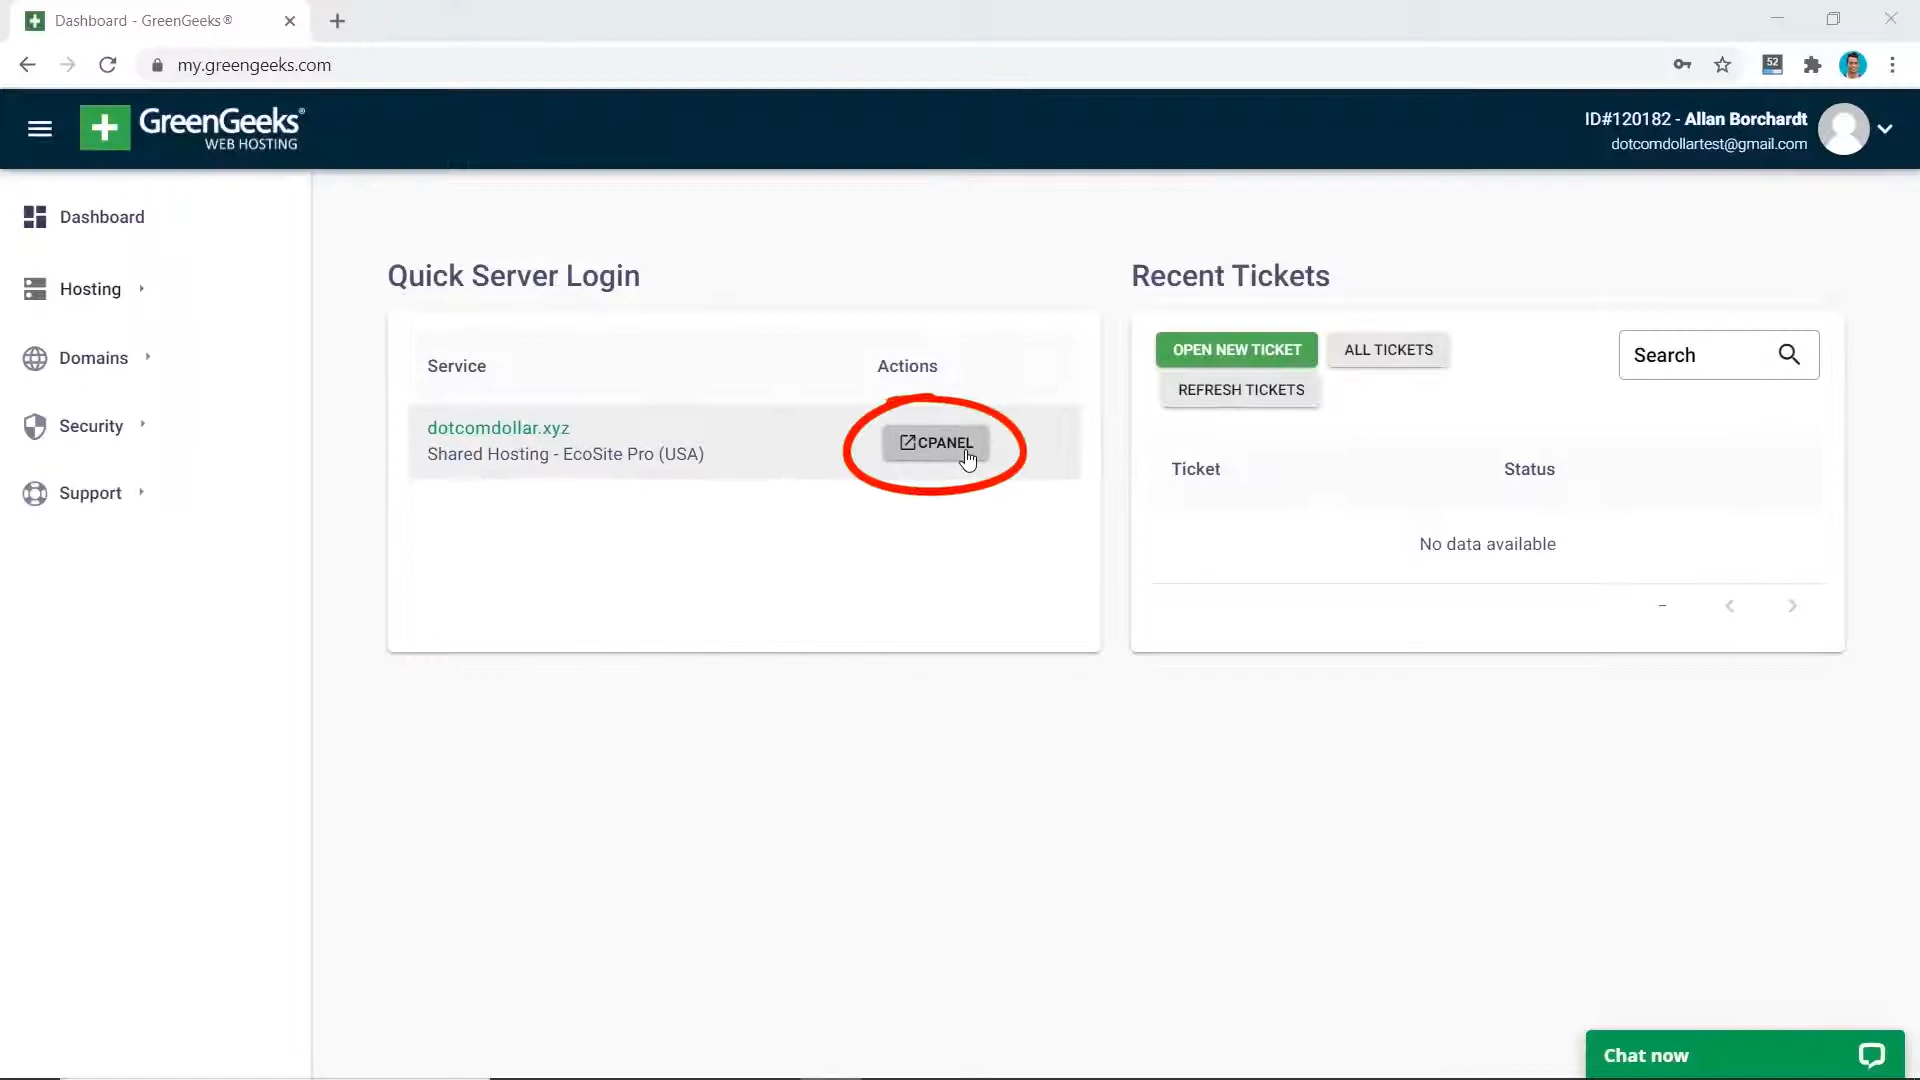 Dashboard - GreenGeeks®
my.greengeeks.com
52
GreenGeeks®
WEB HOSTING
ID#120182 - Allan Borchardt
dotcomdollartest@gmail.com
Dashboard
Hosting
Domains
Security
Support
Quick Server Login
Service
Actions
dotcomdollar.xyz
Shared Hosting - EcoSite Pro (USA)
CPANEL
Recent Tickets
OPEN NEW TICKET
ALL TICKETS
REFRESH TICKETS
Search
Ticket
Status
No data available
–
Chat now